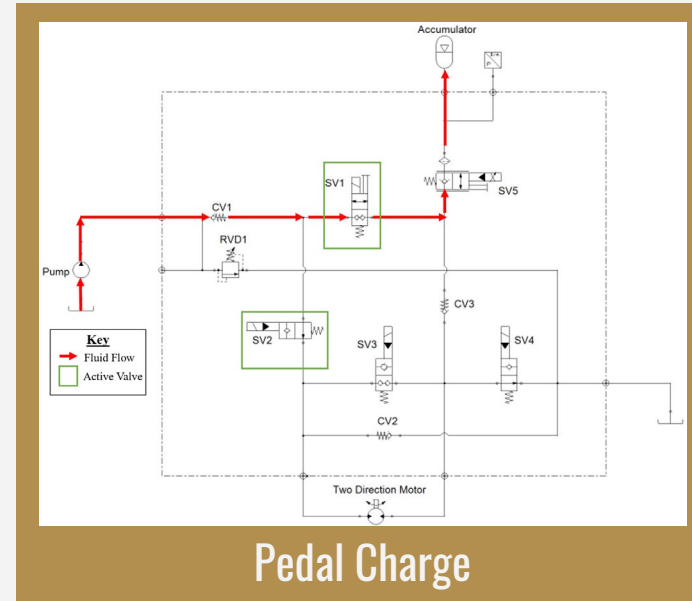 Accumulator
P
SV1
SV5
CV1
RVD1
Pump
CV3
Key
Fluid Flow
Active Valve
SV2
SV3
SV4
CV2
Two Direction Motor
Pedal Charge